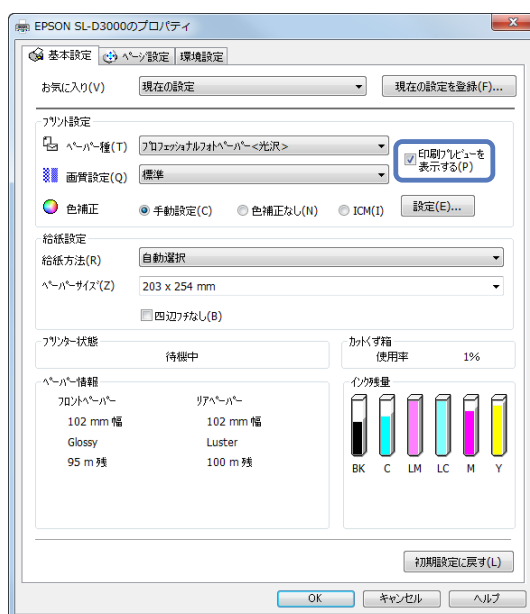 EPSON SL-D3000のプロパティ
基本設定 ページ設定 環境設定
お気に入り(V) 現在の設定 現在の設定を登録(F)...
プリント設定
ペーパー種(T) プロフェッショナルフォトペーパー<光沢>
印刷プレビューを
表示する(P)
画質設定(Q) 標準
色補正 手動設定(C) 色補正なし(N) ICM(I) 設定(E)...
給紙設定
給紙方法(R) 自動選択
ペーパーサイズ(Z) 203 x 254 mm
四辺フチなし(B)
プリンター状態 カットくず箱
待機中 使用率 1%
ペーパー情報 インク残量
フロントペーパー リアペーパー
102 mm 幅 102 mm 幅
Glossy Luster
95 m 残 100 m 残
BK C LM LC M Y
初期設定に戻す(L)
OK キャンセル ヘルプ